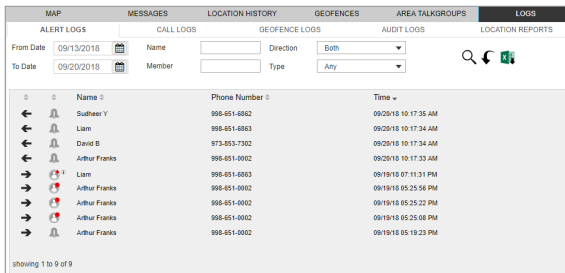 MAP MESSAGES LOCATION HISTORY GEOFENCES AREA TALKGROUPS LOGS
ALERT LOGS CALL LOGS GEOFENCE LOGS AUDIT LOGS LOCATION REPORTS
From Date 09/13/2018 Name Direction Both
To Date 09/20/2018 Member Type Any
Name Phone Number Time
Sudheer Y 998-651-6862 09/20/18 10:17:35 AM
Liam 998-651-6863 09/20/18 10:17:34 AM
David B 973-853-7302 09/20/18 10:17:34 AM
Arthur Franks 998-651-0002 09/20/18 10:17:33 AM
Liam 998-651-6863 09/19/18 07:11:31 PM
Arthur Franks 998-651-0002 09/19/18 05:25:56 PM
Arthur Franks 998-651-0002 09/19/18 05:25:22 PM
Arthur Franks 998-651-0002 09/19/18 05:25:08 PM
Arthur Franks 998-651-0002 09/19/18 05:19:23 PM
showing 1 to 9 of 9